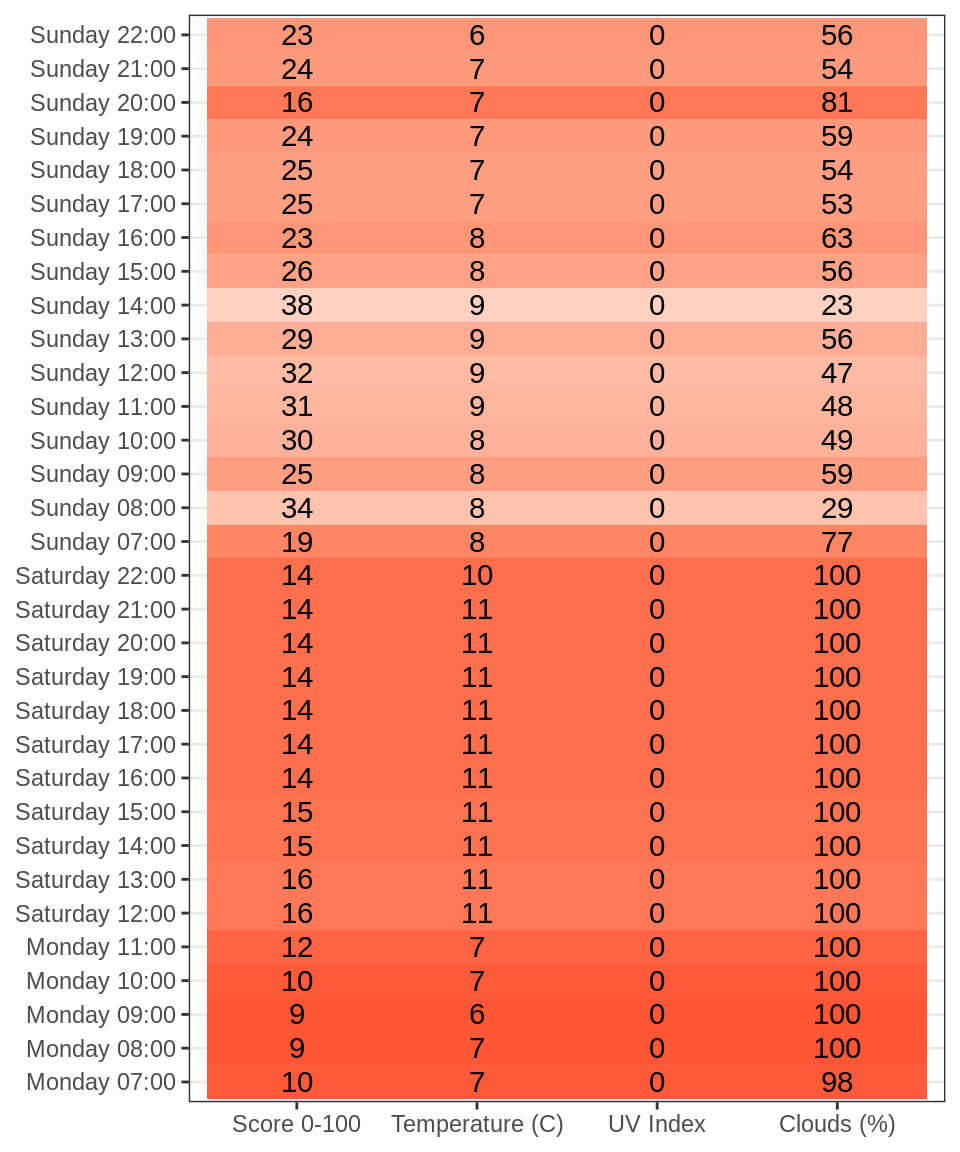 Sunday 22:00 23 6 0 56
Sunday 21:00 24 7 0 54
Sunday 20:00 16 7 0 81
Sunday 19:00 24 7 0 59
Sunday 18:00 25 7 0 54
Sunday 17:00 25 7 0 53
Sunday 16:00 23 8 0 63
Sunday 15:00 26 8 0 56
Sunday 14:00 38 9 0 23
Sunday 13:00 29 9 0 56
Sunday 12:00 32 9 0 47
Sunday 11:00 31 9 0 48
Sunday 10:00 30 8 0 49
Sunday 09:00 25 8 0 59
Sunday 08:00 34 8 0 29
Sunday 07:00 19 8 0 77
Saturday 22:00 14 10 0 100
Saturday 21:00 14 11 0 100
Saturday 20:00 14 11 0 100
Saturday 19:00 14 11 0 100
Saturday 18:00 14 11 0 100
Saturday 17:00 14 11 0 100
Saturday 16:00 14 11 0 100
Saturday 15:00 15 11 0 100
Saturday 14:00 15 11 0 100
Saturday 13:00 16 11 0 100
Saturday 12:00 16 11 0 100
Monday 11:00 12 7 0 100
Monday 10:00 10 7 0 100
Monday 09:00 9 6 0 100
Monday 08:00 9 7 0 100
Monday 07:00 10 7 0 98
Score 0-100 Temperature (C) UV Index Clouds (%)